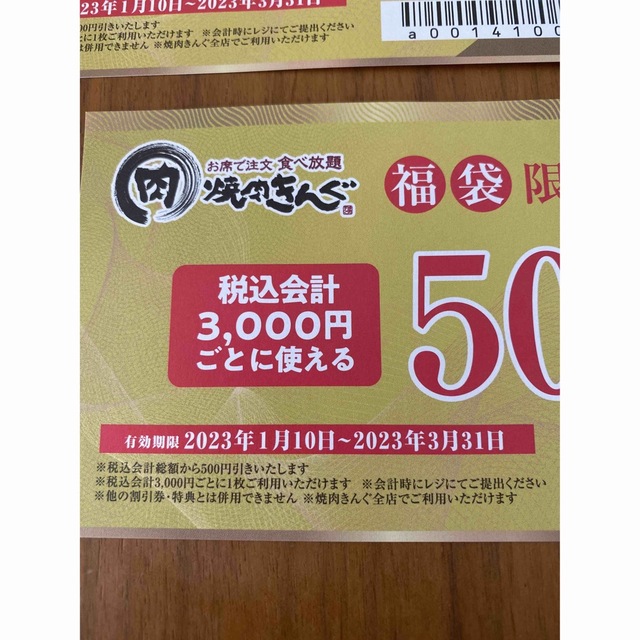 023年1月10日〜2023年3月31日
00円引きいたします
とに1枚ご利用いただけます ※会計時にレジにてご提出ください
は併用できません ※焼肉きんぐ全店でご利用いただけます
a0014100
肉
お席で注文 食べ放題
焼肉きんぐ
福袋限
税込会計
3,000円
ごとに使える
50
有効期限 2023年1月10日〜2023年3月31日
※税込会計総額から500円引きいたします
※税込会計3,000円ごとに1枚ご利用いただけます ※会計時にレジにてご提出ください
※他の割引券・特典とは併用できません ※焼肉きんぐ全店でご利用いただけます